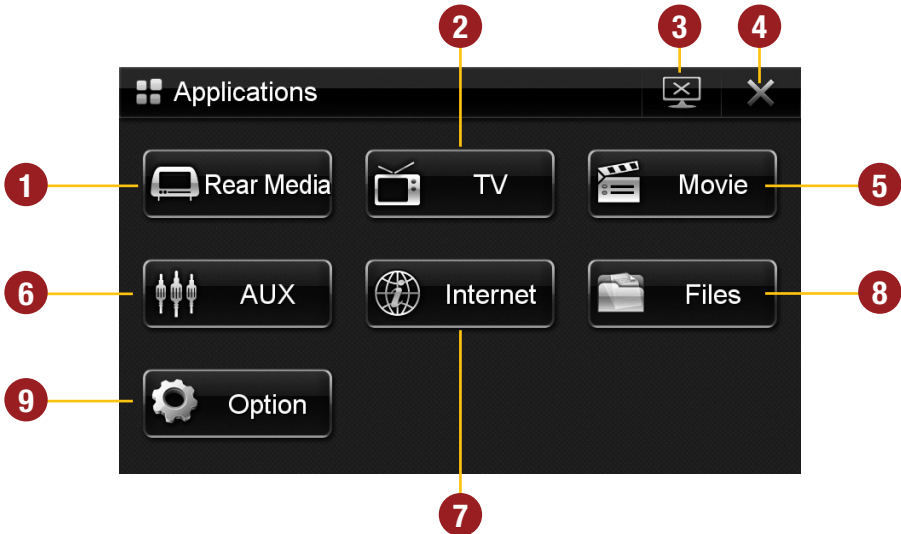 2 3 4
Applications
1 Rear Media TV Movie 5
6 AUX Internet Files 8
9 Option
7